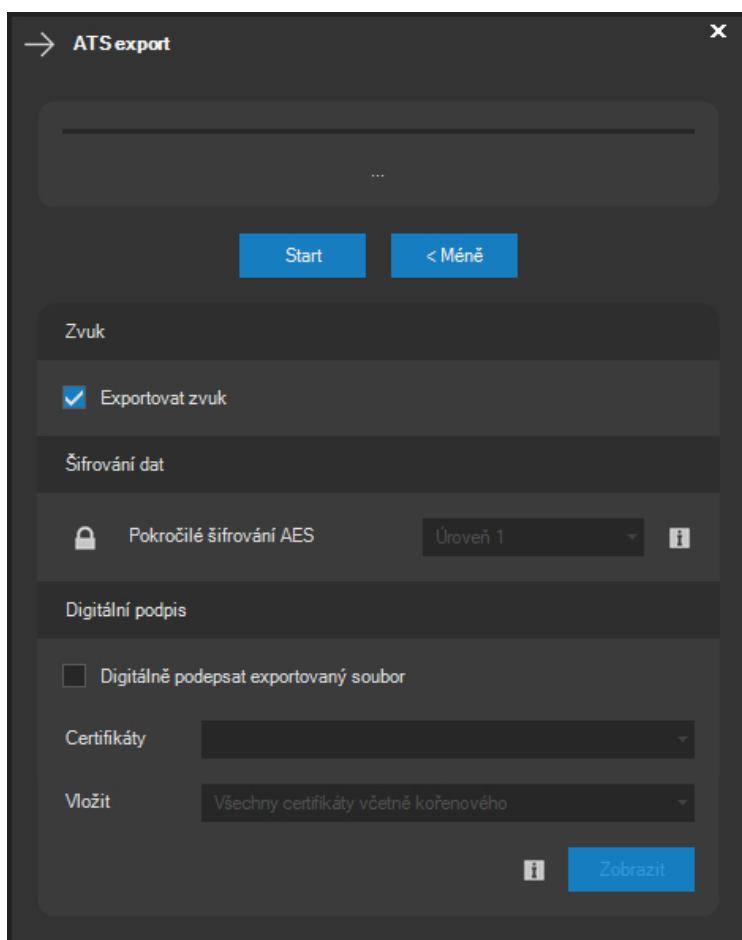 ATS export
...
Start
< Méně
Zvuk
Exportovat zvuk
Šifrování dat
Pokročilé šifrování AES
Úroveň 1
Digitální podpis
Digitálně podepsat exportovaný soubor
Certifikáty
Vložit
Všechny certifikáty včetně kořenového
Zobrazit